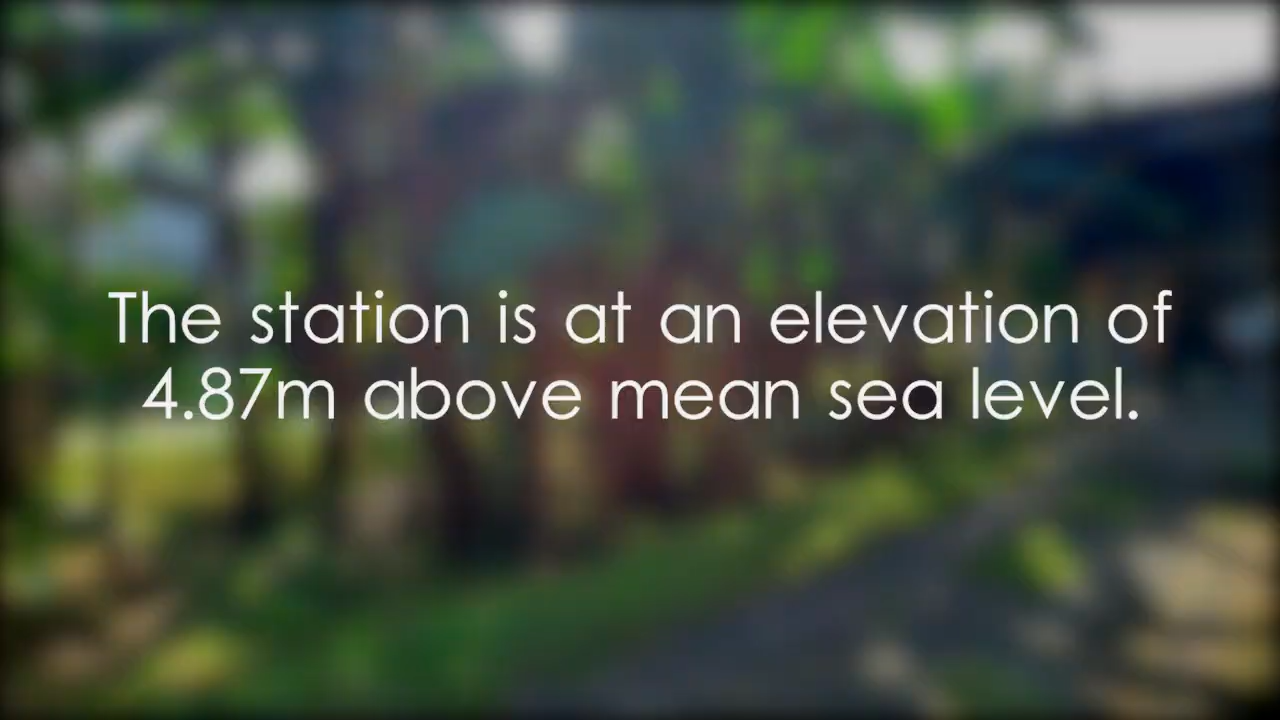 The station is at an elevation of
4.87m above mean sea level.